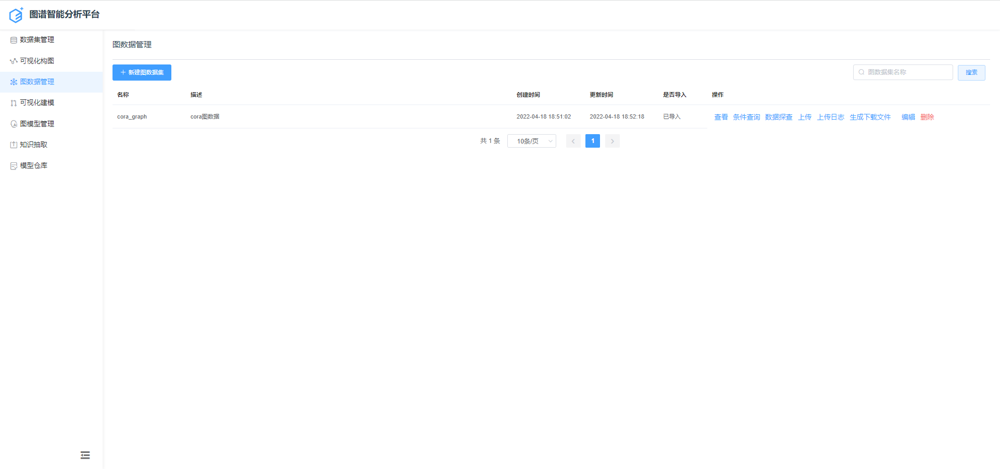 图谱智能分析平台
数据集管理
可视化构图
图数据管理
可视化建模
图模型管理
知识抽取
模型仓库
图数据管理
新建图数据集
图数据集名称 搜索
名称 描述 创建时间 更新时间 是否导入 操作
cora_graph cora图数据 2022-04-18 18:51:02 2022-04-18 18:52:18 已导入 查看 条件查询 数据探查 上传 上传日志 生成下载文件 编辑 删除
共 1 条 10条/页 1